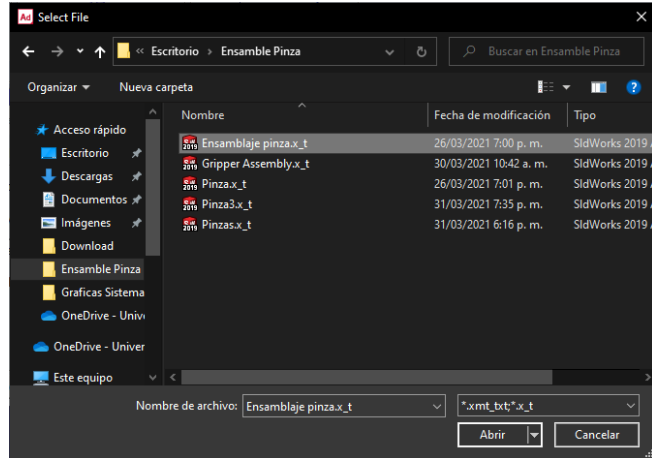 Ad Select File
« Escritorio › Ensamble Pinza
Buscar en Ensamble Pinza
Organizar
Nueva carpeta
Nombre
Fecha de modificación
Tipo
Acceso rápido
Escritorio
Descargas
Documentos
Imágenes
Download
Ensamble Pinza
Graficas Sistema
OneDrive - Univ
OneDrive - Univer
Este equipo
Ensamblaje pinza.x_t 26/03/2021 7:00 p. m. SldWorks 2019
Gripper Assembly.x_t 30/03/2021 10:42 a. m. SldWorks 2019
Pinza.x_t 26/03/2021 7:01 p. m. SldWorks 2019
Pinza3.x_t 31/03/2021 7:35 p. m. SldWorks 2019
Pinzas.x_t 31/03/2021 6:16 p. m. SldWorks 2019
Nombre de archivo: Ensamblaje pinza.x_t
*.xmt_txt;*.x_t
Abrir
Cancelar